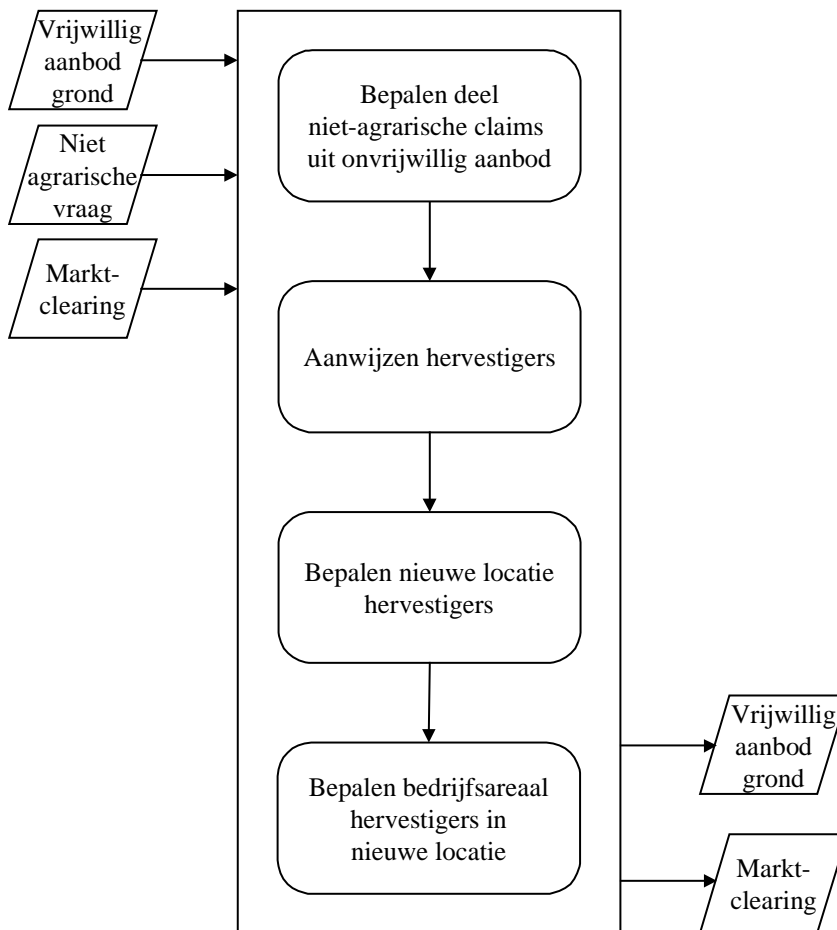 Vrijwillig
aanbod
grond
Niet
agrarische
vraag
Markt-
clearing
Bepalen deel
niet-agrarische claims
uit onvrijwillig aanbod
Aanwijzen hervestigers
Bepalen nieuwe locatie
hervestigers
Bepalen bedrijfsareaal
hervestigers in
nieuwe locatie
Vrijwillig
aanbod
grond
Markt-
clearing